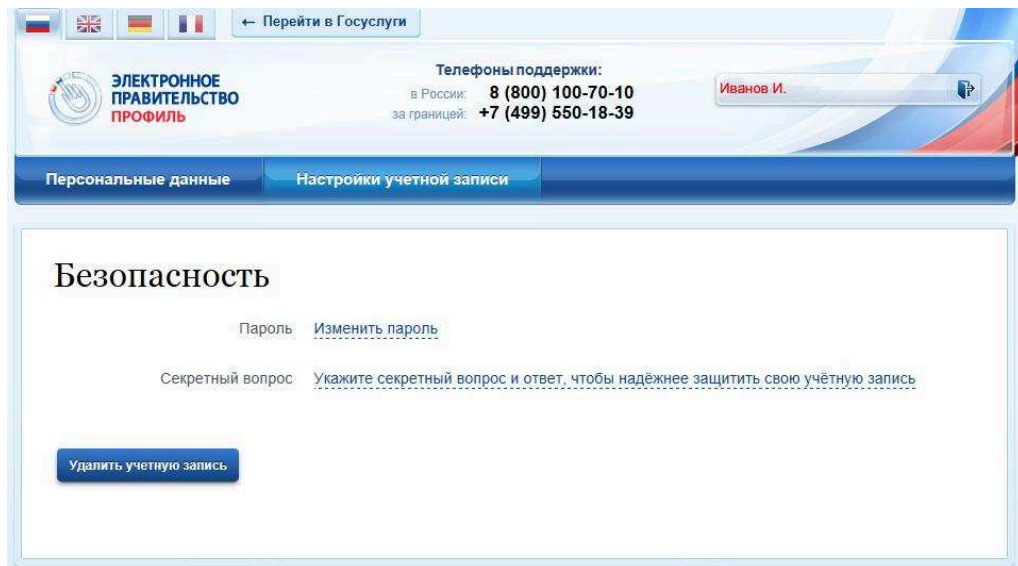 ← Перейти в Госуслуги
ЭЛЕКТРОННОЕ
ПРАВИТЕЛЬСТВО
ПРОФИЛЬ
Телефоны поддержки:
в России: 8 (800) 100-70-10
за границей: +7 (499) 550-18-39
Иванов И.
Персональные данные Настройки учетной записи
Безопасность
Пароль Изменить пароль
Секретный вопрос Укажите секретный вопрос и ответ, чтобы надёжнее защитить свою учётную запись
Удалить учетную запись